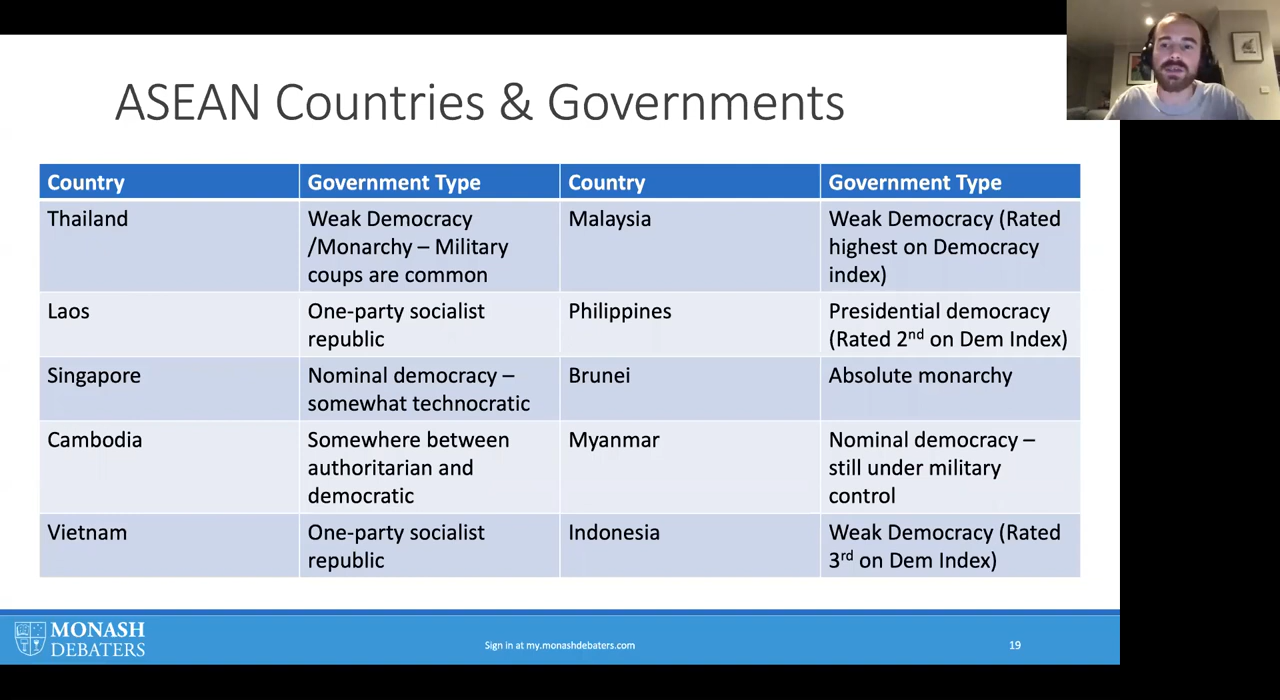 ASEAN Countries & Governments
Country
Government Type
Country
Government Type
Thailand
Weak Democracy
/Monarchy – Military
coups are common
Malaysia
Weak Democracy (Rated
highest on Democracy
index)
Laos
One-party socialist
republic
Philippines
Presidential democracy
(Rated 2nd on Dem Index)
Singapore
Nominal democracy –
somewhat technocratic
Brunei
Absolute monarchy
Cambodia
Somewhere between
authoritarian and
democratic
Myanmar
Nominal democracy –
still under military
control
Vietnam
One-party socialist
republic
Indonesia
Weak Democracy (Rated
3rd on Dem Index)
MONASH
DEBATERS
Sign in at my.monashdebaters.com
19